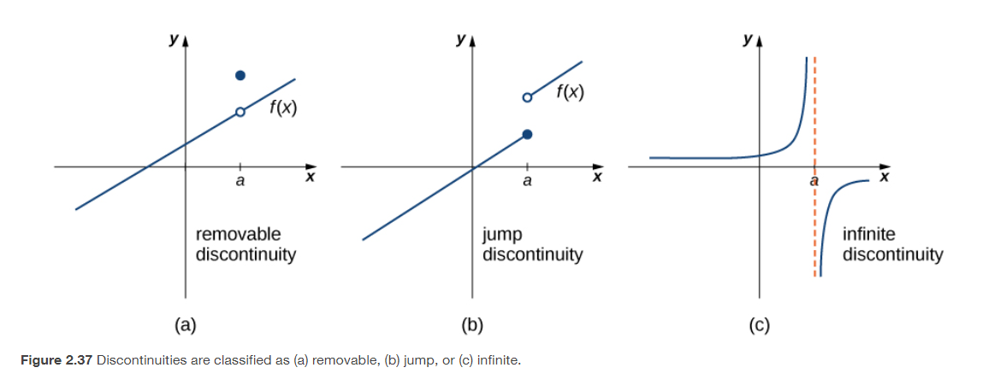 y
f(x)
a
x
removable
discontinuity
(a)
y
f(x)
a
x
jump
discontinuity
(b)
y
a
x
infinite
discontinuity
(c)
Figure 2.37 Discontinuities are classified as (a) removable, (b) jump, or (c) infinite.